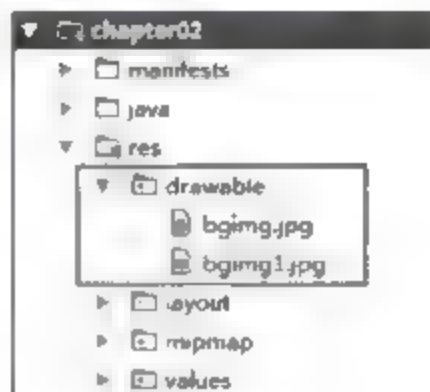 chapter02
manifests
java
res
drawable
bgimg.jpg
bgimg1.jpg
layout
mipmap
values